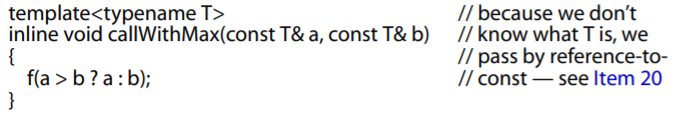 template<typename T> // because we don't
inline void callWithMax(const T& a, const T& b) // know what T is, we
{ // pass by reference-to-
f(a > b ? a : b); // const — see Item 20
}